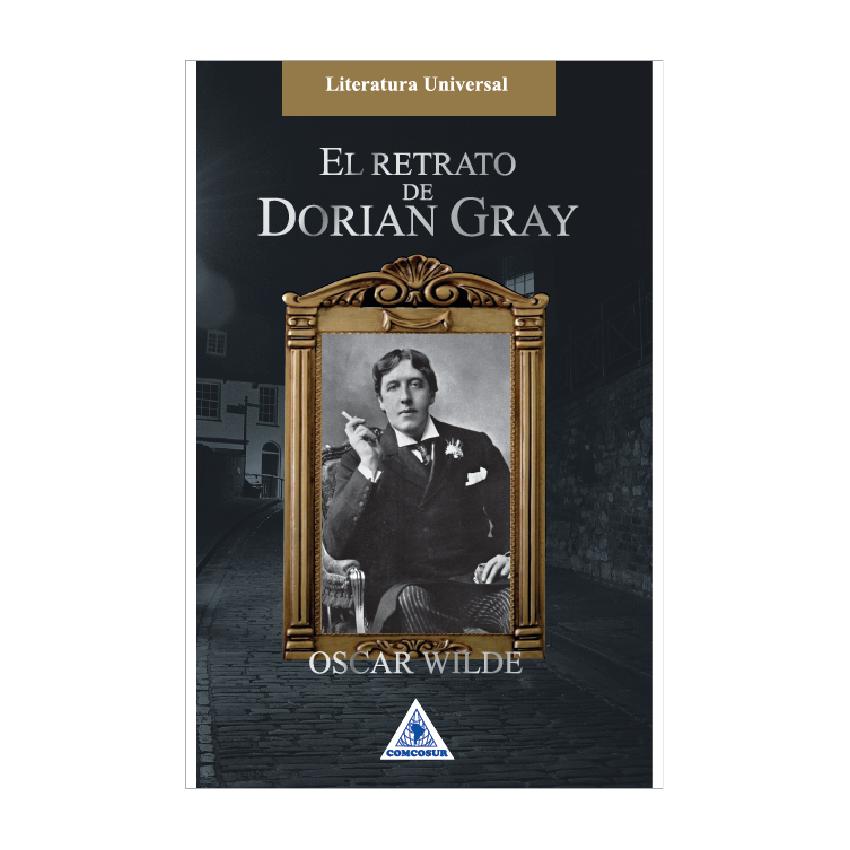 Literatura Universal
EL RETRATO
DE
DORIAN GRAY
OSCAR WILDE
COMCOSUR